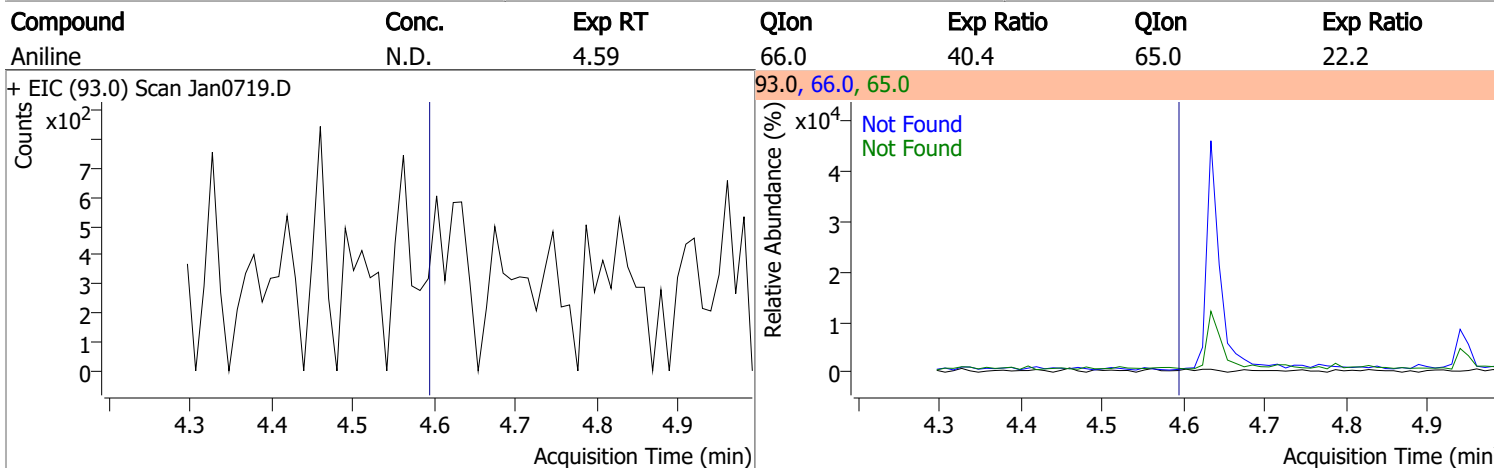 Compound Conc. Exp RT QIon Exp Ratio QIon Exp Ratio
Aniline N.D. 4.59 66.0 40.4 65.0 22.2
+ EIC (93.0) Scan Jan0719.D
Counts
x10²
7
6
5
4
3
2
1
0
4.3 4.4 4.5 4.6 4.7 4.8 4.9
Acquisition Time (min)
93.0, 66.0, 65.0
Relative Abundance (%)
x10⁴
Not Found
Not Found
4
3
2
1
0
4.3 4.4 4.5 4.6 4.7 4.8 4.9
Acquisition Time (min